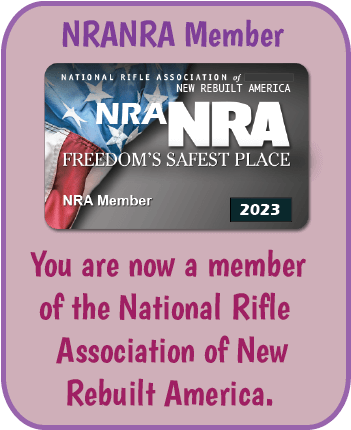 NRANRA Member
NATIONAL RIFLE ASSOCIATION of
NEW REBUILT AMERICA
NRANRA
FREEDOM'S SAFEST PLACE
NRA Member
2023
You are now a member
of the National Rifle
Association of New
Rebuilt America.